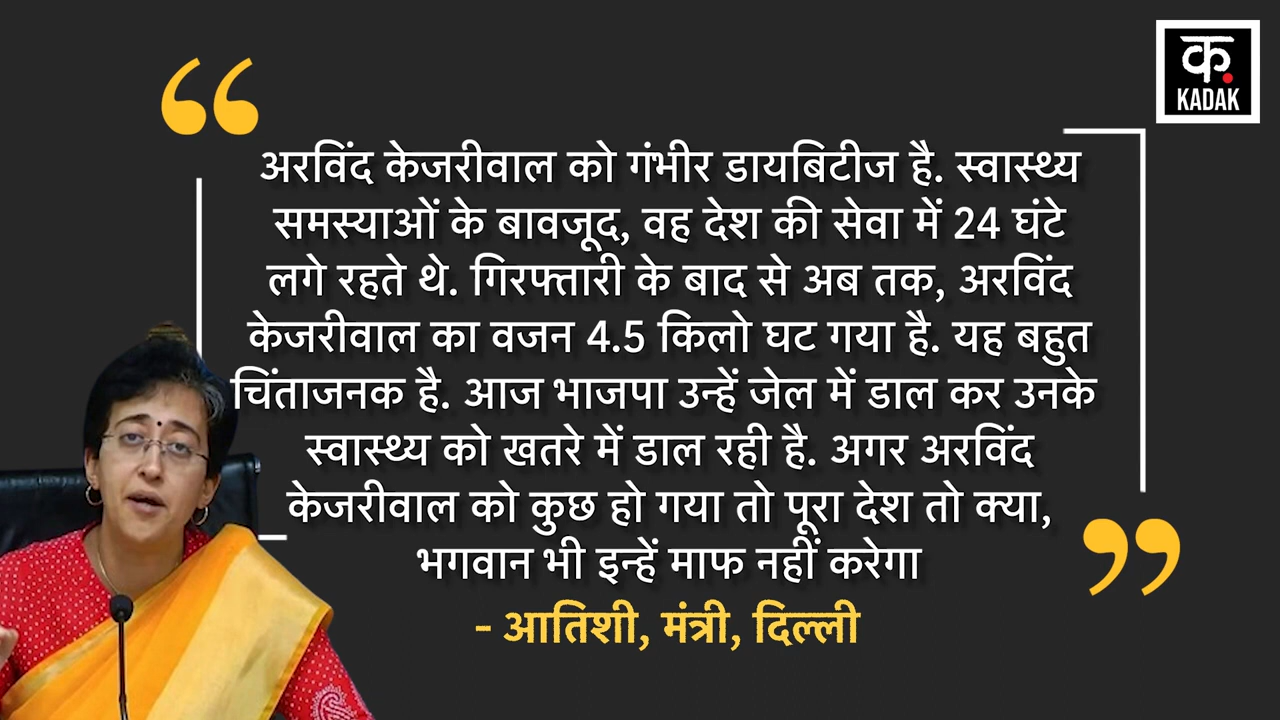 क
KADAK
अरविंद केजरीवाल को गंभीर डायबिटीज है. स्वास्थ्य
समस्याओं के बावजूद, वह देश की सेवा में 24 घंटे
लगे रहते थे. गिरफ्तारी के बाद से अब तक, अरविंद
केजरीवाल का वजन 4.5 किलो घट गया है. यह बहुत
चिंताजनक है. आज भाजपा उन्हें जेल में डाल कर उनके
स्वास्थ्य को खतरे में डाल रही है. अगर अरविंद
केजरीवाल को कुछ हो गया तो पूरा देश तो क्या,
भगवान भी इन्हें माफ नहीं करेगा
- आतिशी, मंत्री, दिल्ली